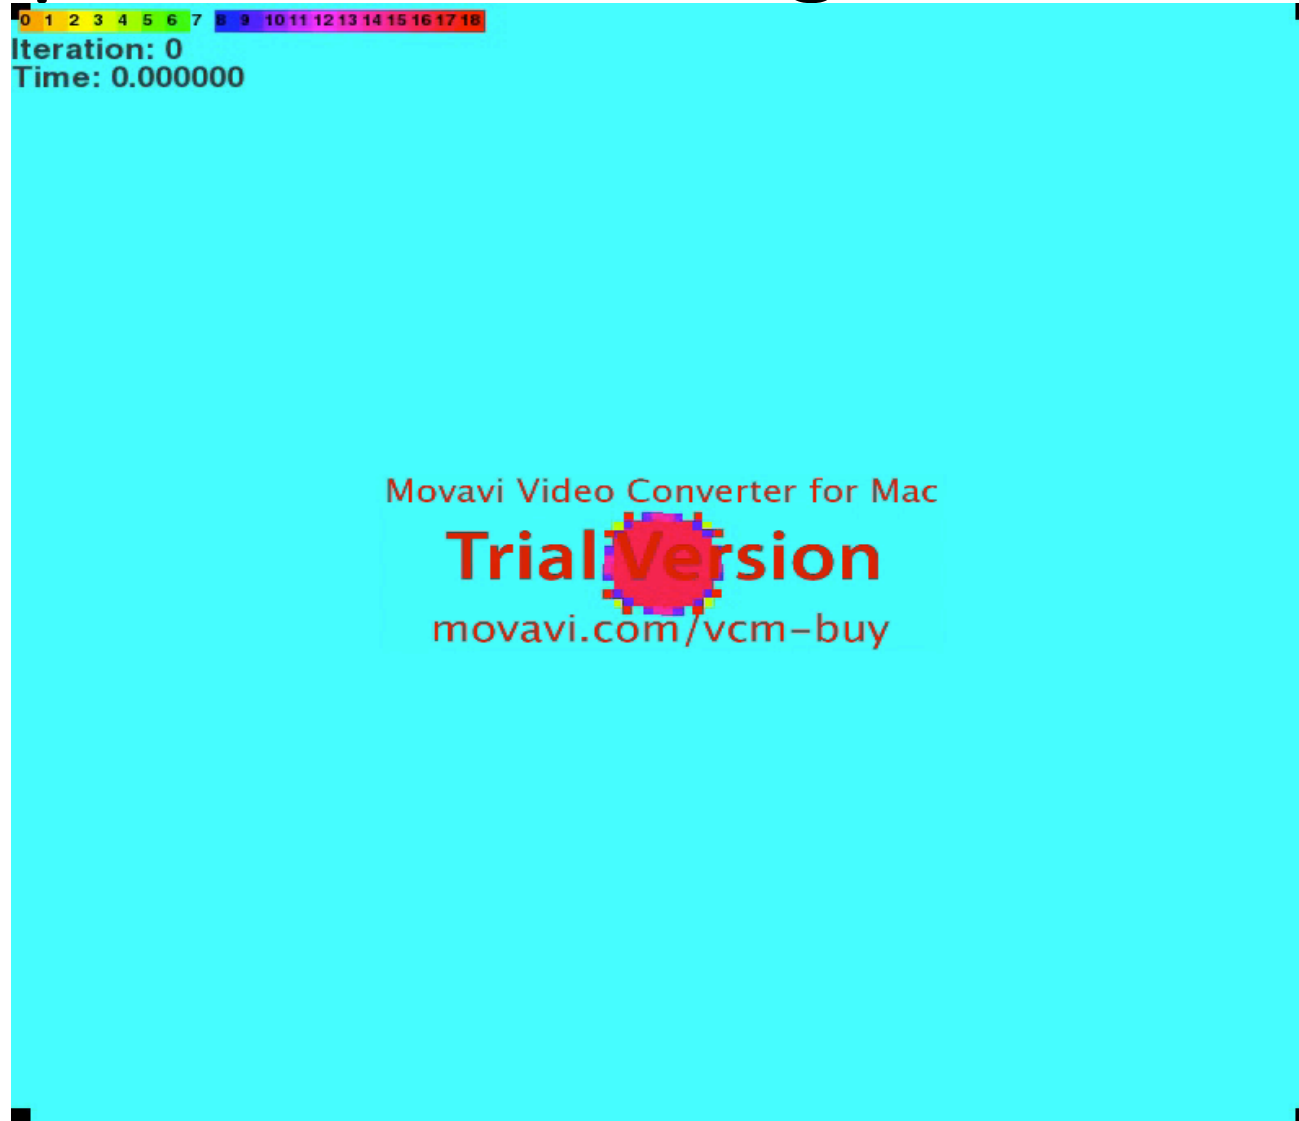 0 1 2 3 4 5 6 7 8 9 10 11 12 13 14 15 16 17 18
Iteration: 0
Time: 0.000000
Movavi Video Converter for Mac
Trial Version
movavi.com/vcm-buy